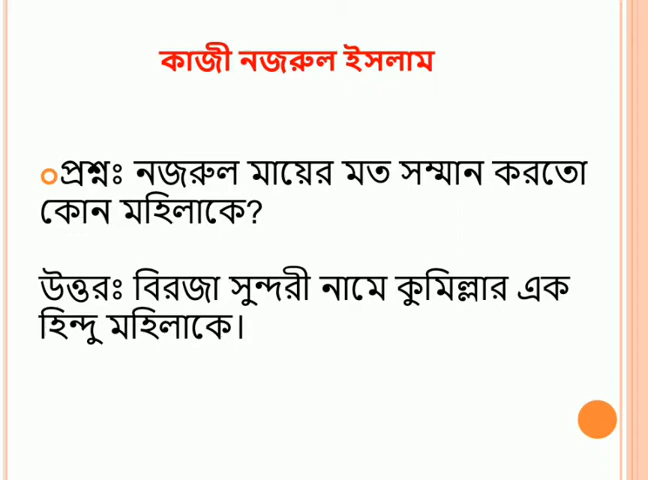 কাজী নজরুল ইসলাম
প্রশ্নঃ নজরুল মায়ের মত সম্মান করতো
কোন মহিলাকে?
উত্তরঃ বিরজা সুন্দরী নামে কুমিল্লার এক
হিন্দু মহিলাকে।